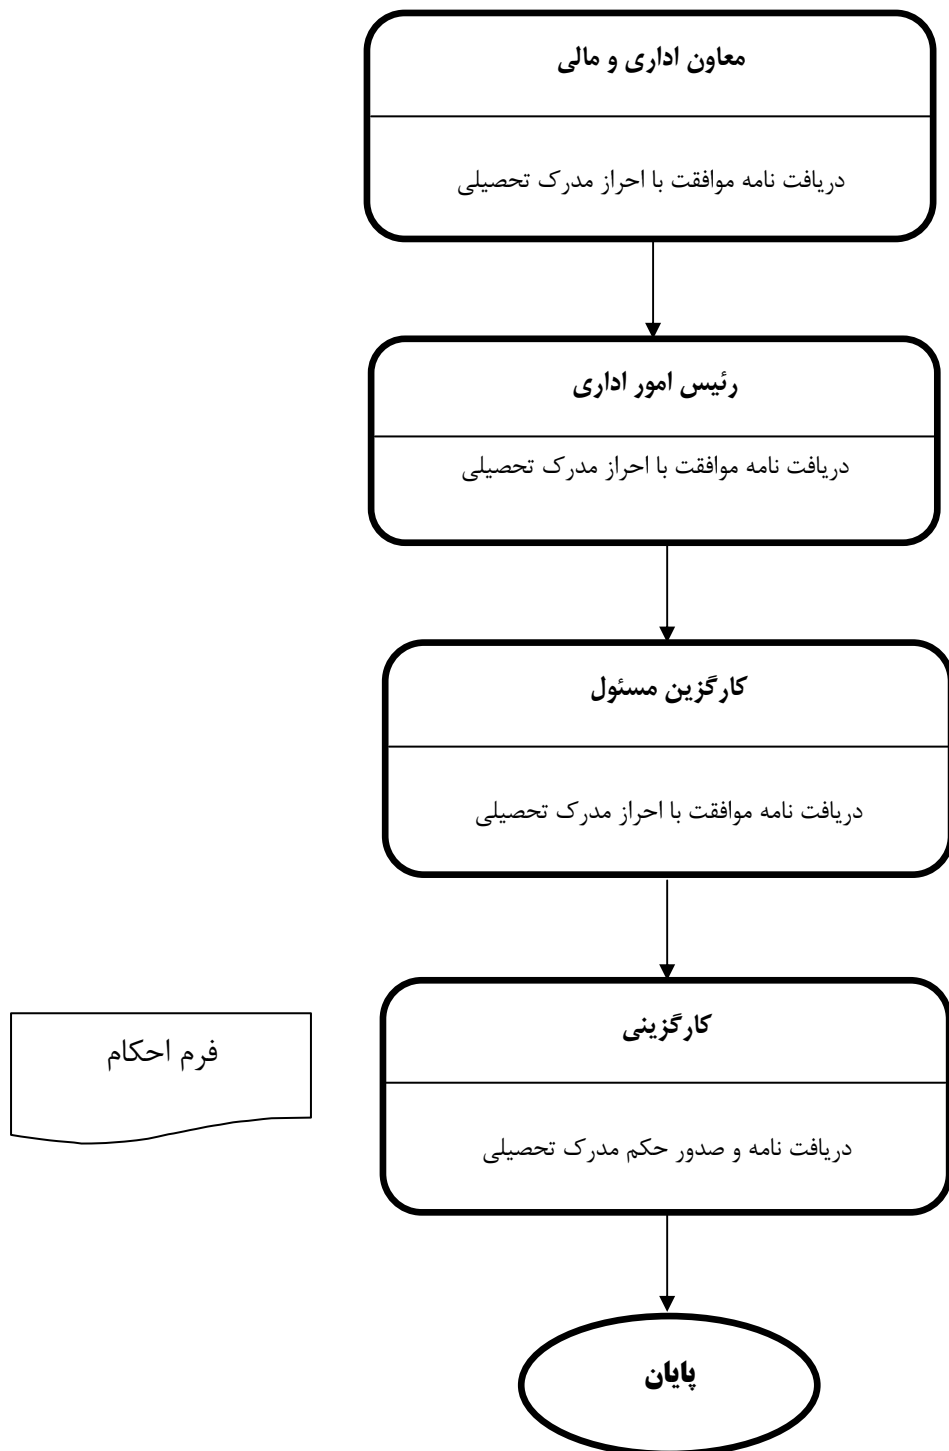 معاون اداری و مالی
دریافت نامه موافقت با احراز مدرک تحصیلی
رئیس امور اداری
دریافت نامه موافقت با احراز مدرک تحصیلی
کارگزین مسئول
دریافت نامه موافقت با احراز مدرک تحصیلی
کارگزینی
فرم احکام
دریافت نامه و صدور حکم مدرک تحصیلی
پایان